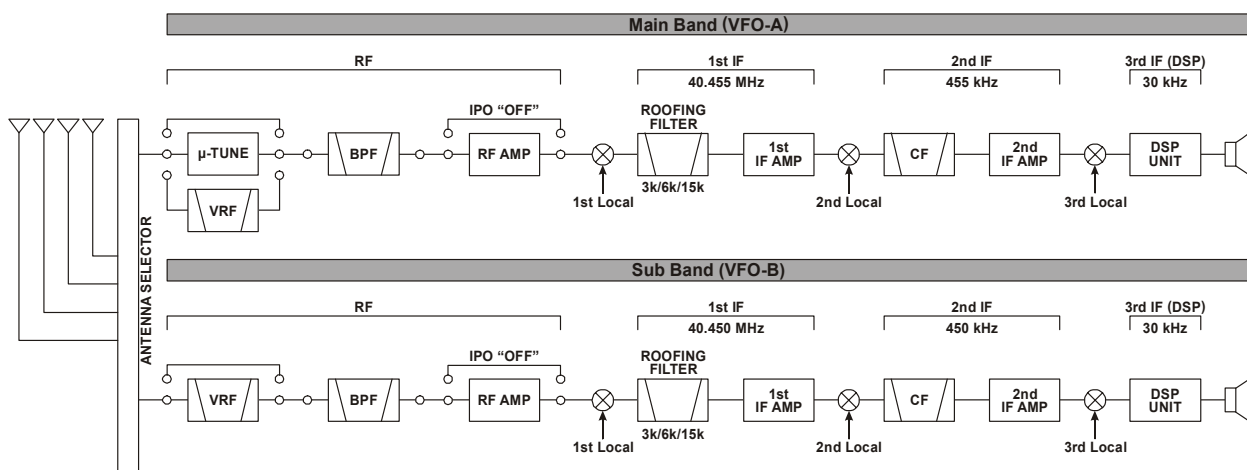 Main Band (VFO-A)
RF
1st IF
2nd IF
3rd IF (DSP)
40.455 MHz
455 kHz
30 kHz
IPO “OFF”
ROOFING
FILTER
µ-TUNE
BPF
RF AMP
1st
IF AMP
CF
2nd
IF AMP
DSP
UNIT
3k/6k/15k
VRF
1st Local
2nd Local
3rd Local
ANTENNA SELECTOR
Sub Band (VFO-B)
RF
1st IF
2nd IF
3rd IF (DSP)
40.450 MHz
450 kHz
30 kHz
IPO “OFF”
ROOFING
FILTER
VRF
BPF
RF AMP
1st
IF AMP
CF
2nd
IF AMP
DSP
UNIT
3k/6k/15k
1st Local
2nd Local
3rd Local